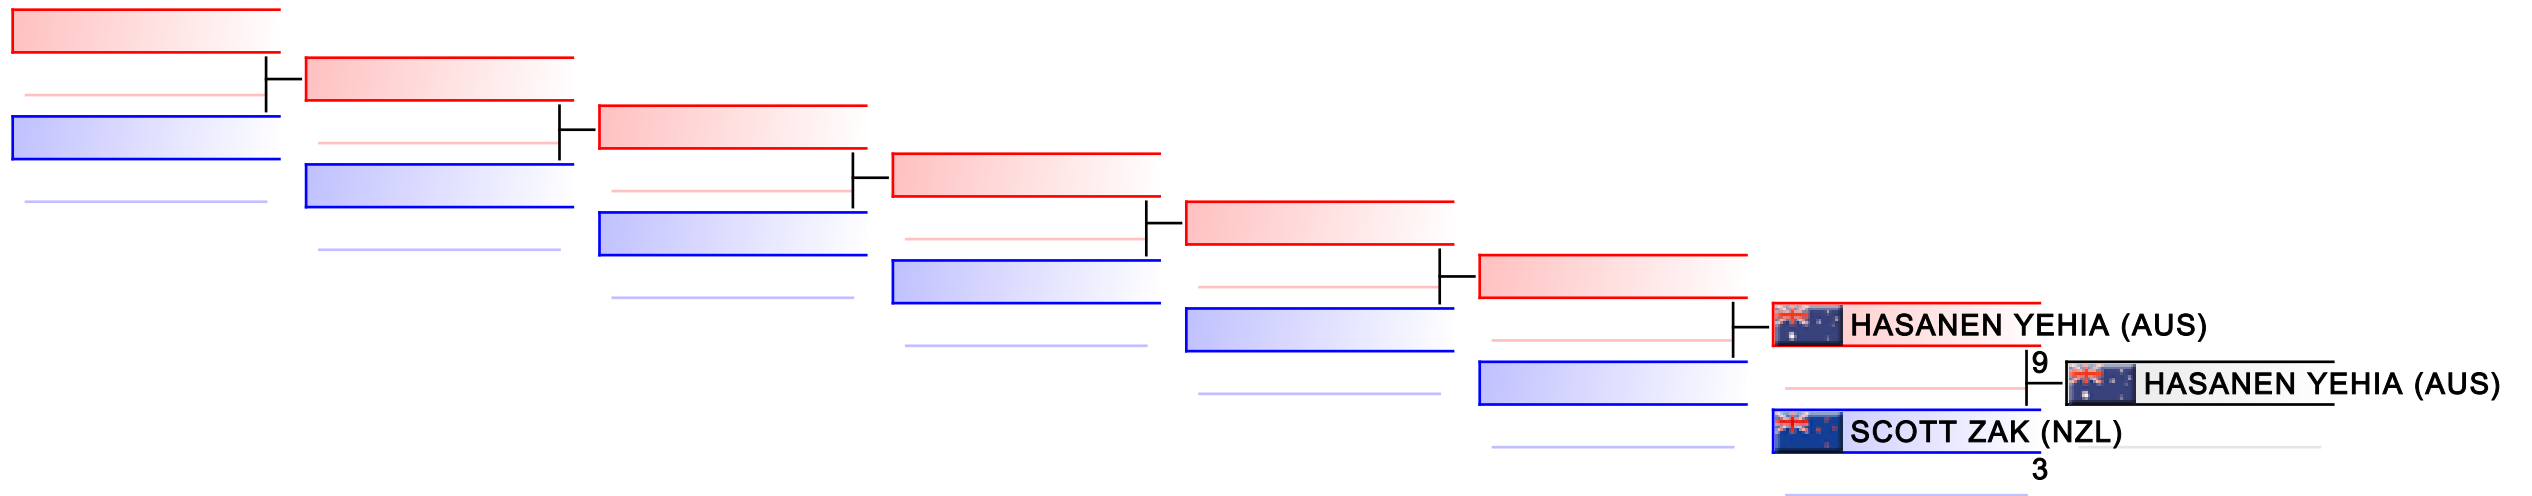 HASANEN YEHIA (AUS)
9
HASANEN YEHIA (AUS)
SCOTT ZAK (NZL)
3